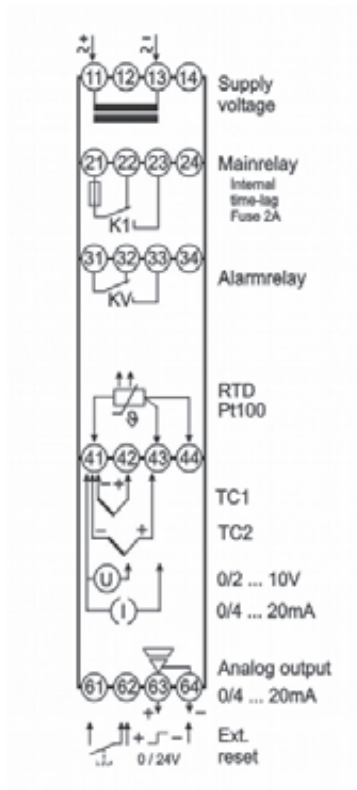 ~+ ~−
11 12 13 14
Supply
voltage
21 22 23 24
Mainrelay
Internal
time-lag
Fuse 2A
K1
31 32 33 34
Alarmrelay
KV
RTD
Pt100
ϑ
41 42 43 44
− +
TC1
− +
TC2
U
0/2 ... 10V
I
0/4 ... 20mA
Analog output
61 62 63 64
0/4 ... 20mA
+ −
+ −
Ext.
reset
0 / 24V